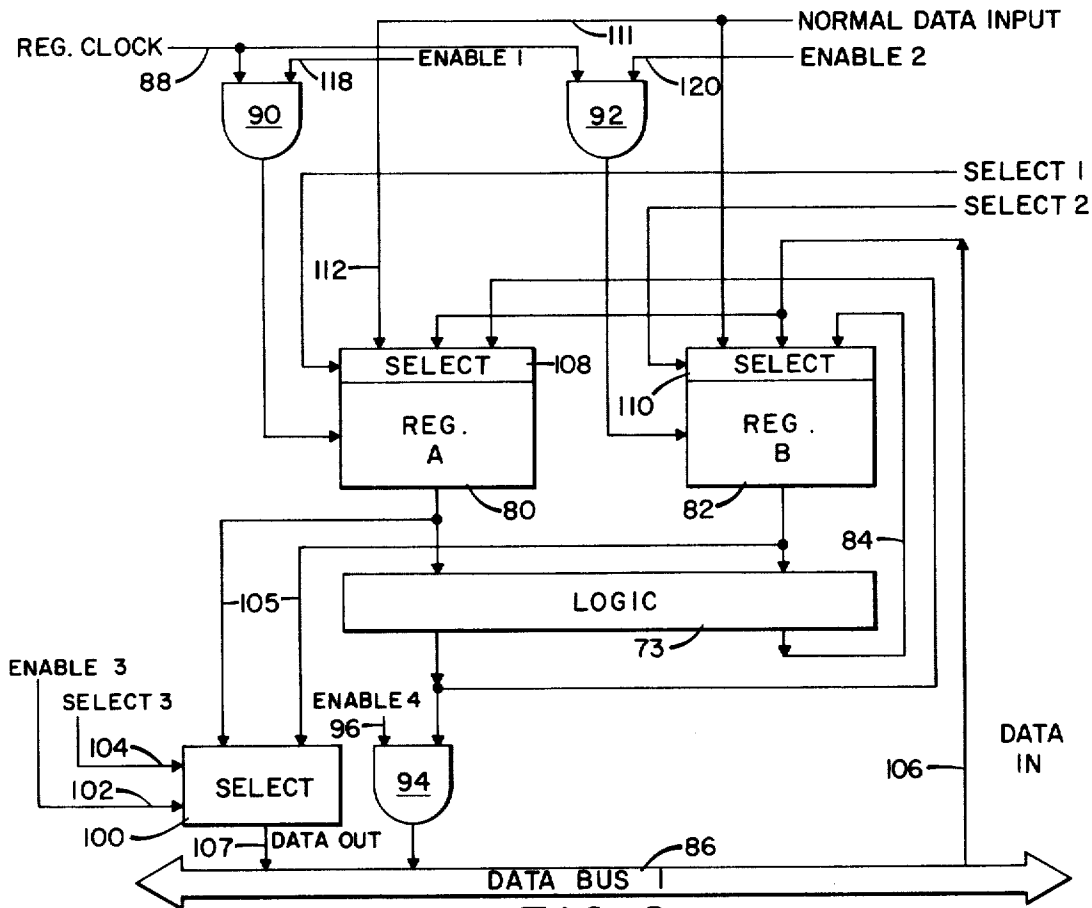 NORMAL DATA INPUT
111
REG. CLOCK
88
118
ENABLE 1
120
ENABLE 2
90
92
SELECT 1
SELECT 2
112
SELECT
108
SELECT
110
REG.
A
REG.
B
80
82
84
105
LOGIC
73
ENABLE 3
SELECT 3
ENABLE 4
96
104
102
SELECT
100
94
106
DATA
IN
107
DATA OUT
86
DATA BUS 1